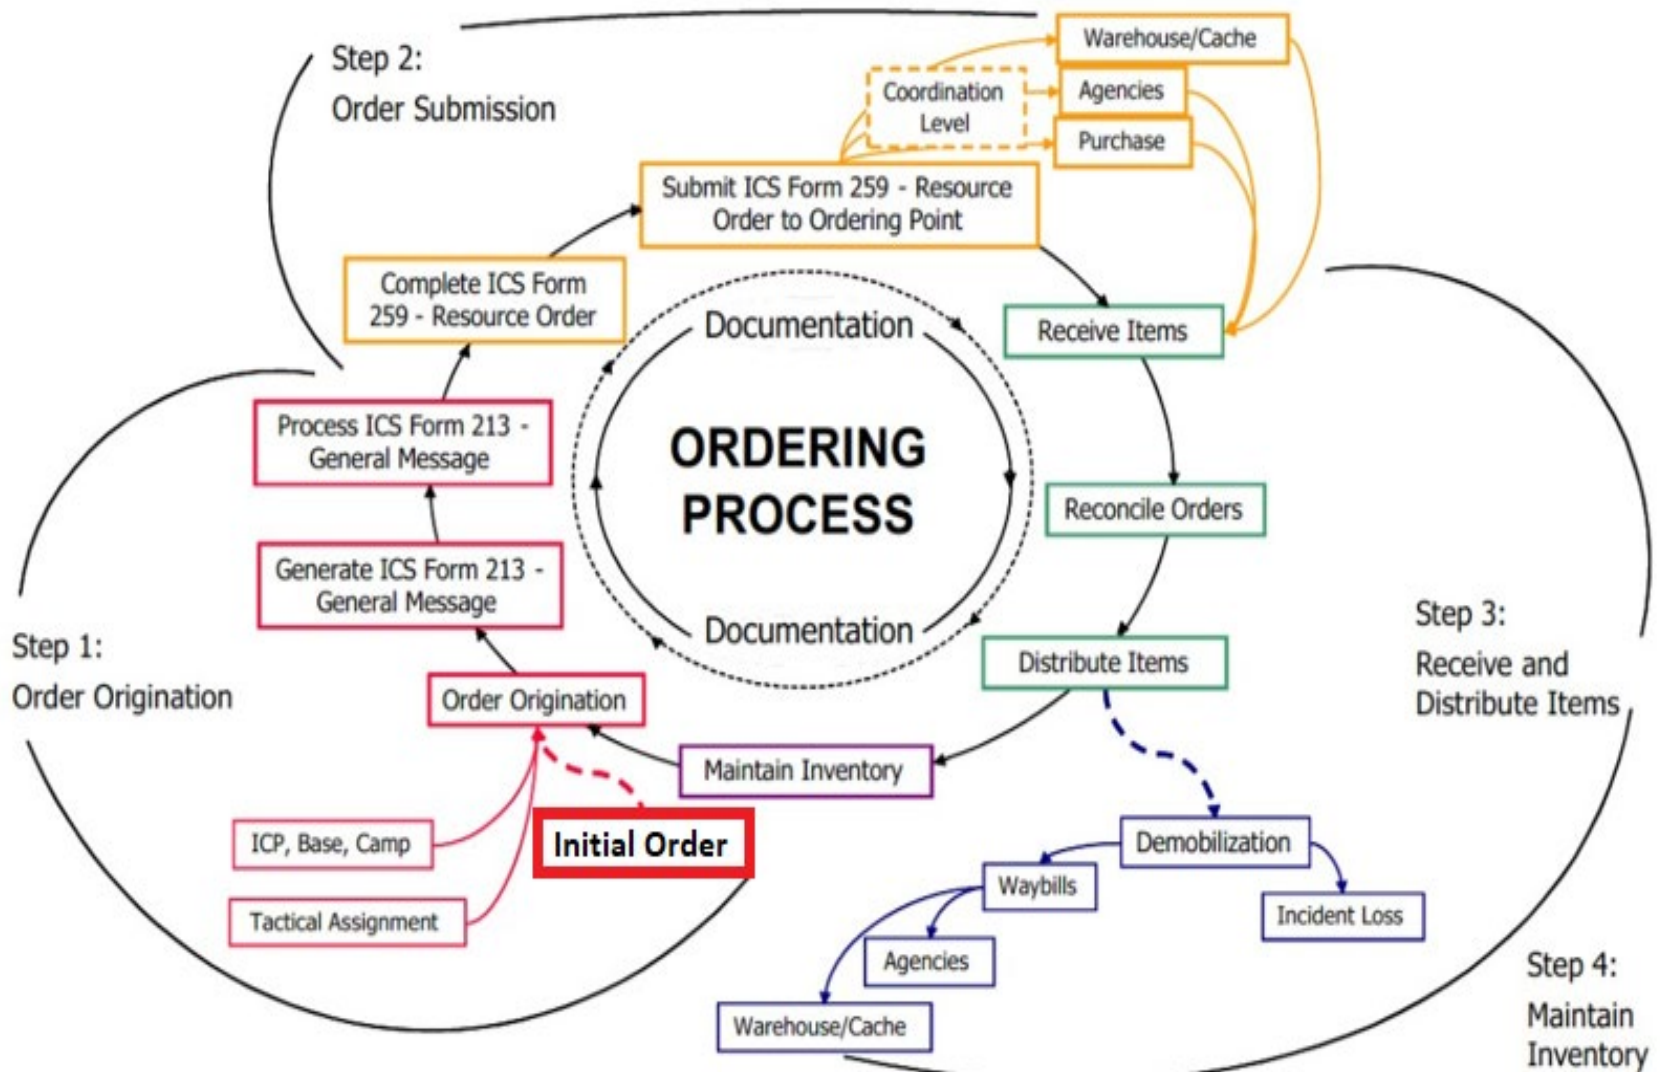 Step 2:
Order Submission
Warehouse/Cache
Coordination
Level
Agencies
Purchase
Submit ICS Form 259 - Resource
Order to Ordering Point
Complete ICS Form
259 - Resource Order
Documentation
Receive Items
Process ICS Form 213 -
General Message
ORDERING
PROCESS
Reconcile Orders
Generate ICS Form 213 -
General Message
Step 1:
Order Origination
Documentation
Distribute Items
Step 3:
Receive and
Distribute Items
Order Origination
Maintain Inventory
ICP, Base, Camp
Initial Order
Tactical Assignment
Demobilization
Waybills
Incident Loss
Agencies
Warehouse/Cache
Step 4:
Maintain
Inventory